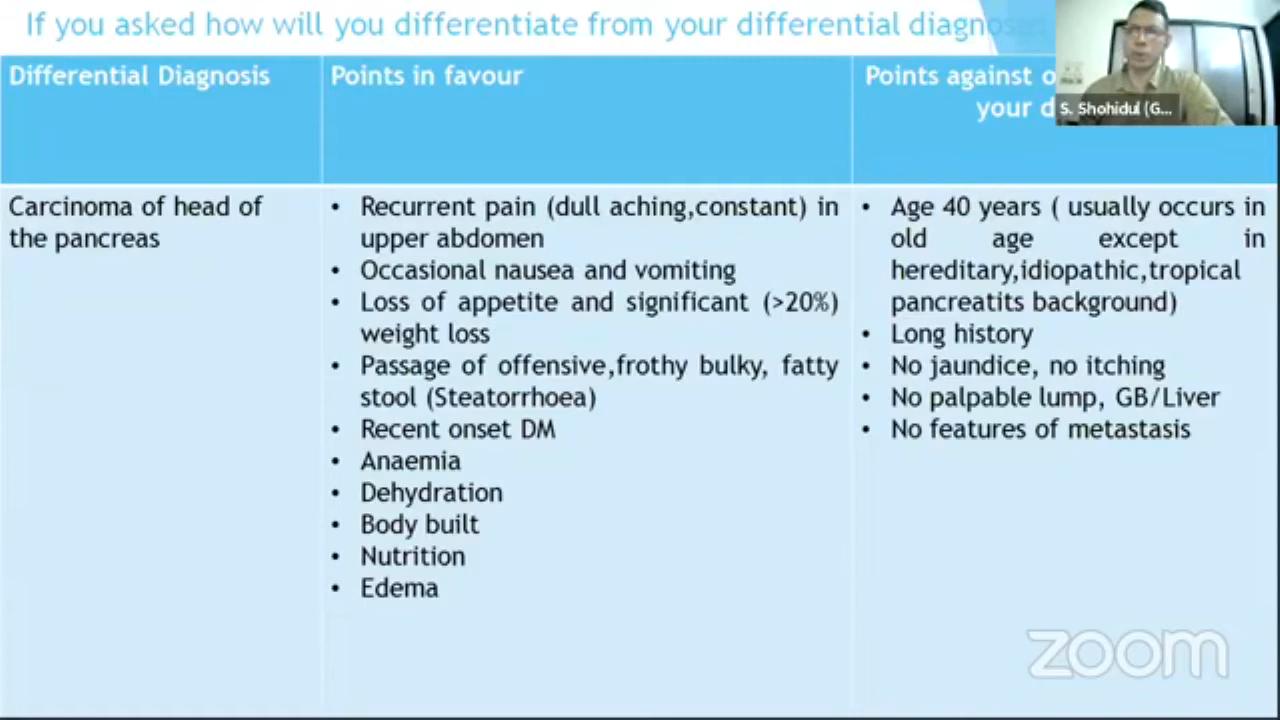 If you asked how will you differentiate from your differential diagnoses
Differential Diagnosis
Points in favour
Points against
your
S. Shohidul (G...
Carcinoma of head of
the pancreas
• Recurrent pain (dull aching,constant) in
upper abdomen
• Occasional nausea and vomiting
• Loss of appetite and significant (>20%)
weight loss
• Passage of offensive,frothy bulky, fatty
stool (Steatorrhoea)
• Recent onset DM
• Anaemia
• Dehydration
• Body built
• Nutrition
• Edema
• Age 40 years ( usually occurs in
old age except in
hereditary,idiopathic,tropical
pancreatits background)
• Long history
• No jaundice, no itching
• No palpable lump, GB/Liver
• No features of metastasis
zoom